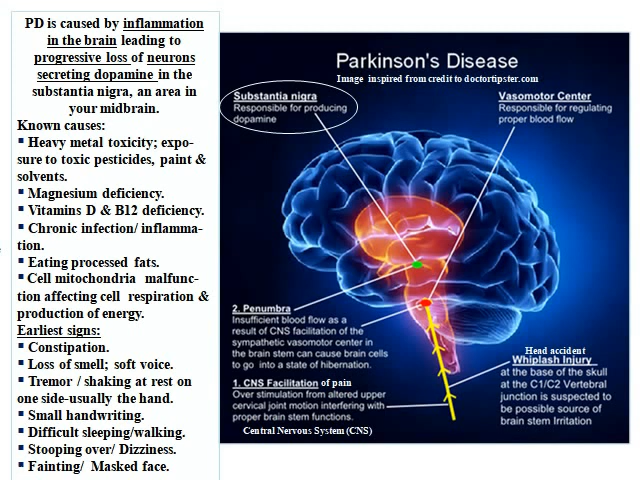 PD is caused by inflammation
in the brain leading to
progressive loss of neurons
secreting dopamine in the
substantia nigra, an area in
your midbrain.
Known causes:
▪ Heavy metal toxicity; expo-
sure to toxic pesticides, paint &
solvents.
▪ Magnesium deficiency.
▪ Vitamins D & B12 deficiency.
▪ Chronic infection/ inflamma-
tion.
▪ Eating processed fats.
▪ Cell mitochondria malfunc-
tion affecting cell respiration &
production of energy.
Earliest signs:
▪ Constipation.
▪ Loss of smell; soft voice.
▪ Tremor / shaking at rest on
one side-usually the hand.
▪ Small handwriting.
▪ Difficult sleeping/walking.
▪ Stooping over/ Dizziness.
▪ Fainting/ Masked face.
Parkinson's Disease
Image inspired from credit to doctortipster.com
Substantia nigra
Responsible for producing
dopamine
Vasomotor Center
Responsible for regulating
proper blood flow
2. Penumbra
Insufficient blood flow as a
result of CNS facilitation of the
sympathetic vasomotor center in
the brain stem can cause brain cells
to go into a state of hibernation.
1. CNS Facilitation of pain
Over stimulation from altered upper
cervical joint motion interfering with
proper brain stem functions.
Central Nervous System (CNS)
Head accident
Whiplash Injury
at the base of the skull
at the C1/C2 Vertebral
junction is suspected to
be possible source of
brain stem Irritation